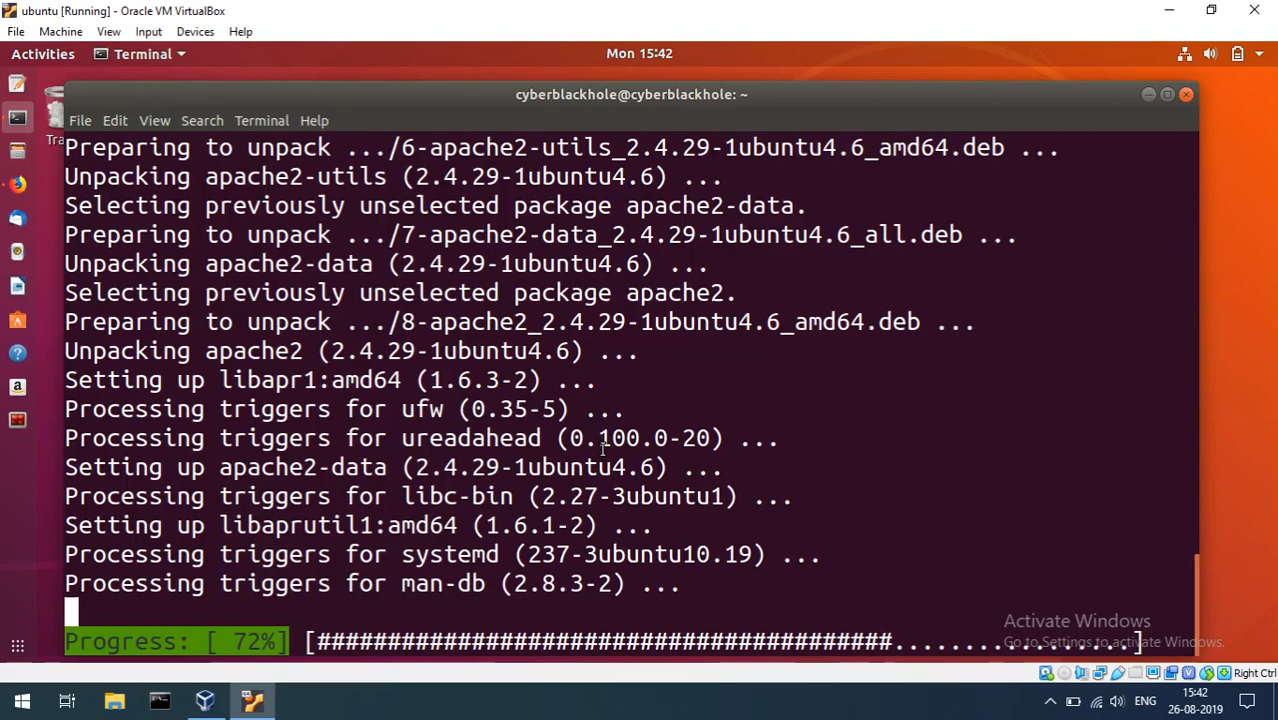 ubuntu [Running] - Oracle VM VirtualBox
File Machine View Input Devices Help
Activities Terminal Mon 15:42
cyberblackhole@cyberblackhole: ~
File Edit View Search Terminal Help
Tra
Preparing to unpack .../6-apache2-utils_2.4.29-1ubuntu4.6_amd64.deb ...
Unpacking apache2-utils (2.4.29-1ubuntu4.6) ...
Selecting previously unselected package apache2-data.
Preparing to unpack .../7-apache2-data_2.4.29-1ubuntu4.6_all.deb ...
Unpacking apache2-data (2.4.29-1ubuntu4.6) ...
Selecting previously unselected package apache2.
Preparing to unpack .../8-apache2_2.4.29-1ubuntu4.6_amd64.deb ...
Unpacking apache2 (2.4.29-1ubuntu4.6) ...
Setting up libapr1:amd64 (1.6.3-2) ...
Processing triggers for ufw (0.35-5) ...
Processing triggers for ureadahead (0.100.0-20) ...
Setting up apache2-data (2.4.29-1ubuntu4.6) ...
Processing triggers for libc-bin (2.27-3ubuntu1) ...
Setting up libaprutil1:amd64 (1.6.1-2) ...
Processing triggers for systemd (237-3ubuntu10.19) ...
Processing triggers for man-db (2.8.3-2) ...
Activate Windows
Go to Settings to activate Windows.
Progress: [ 72%] [#########################################.................]
Right Ctrl
ENG
15:42
26-08-2019